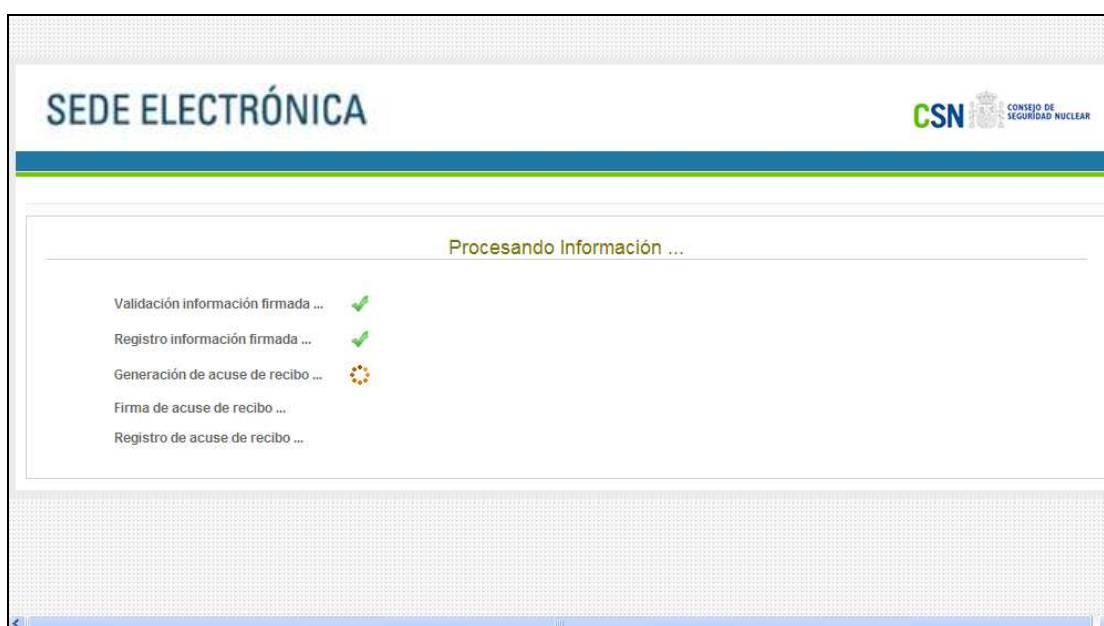 SEDE ELECTRÓNICA
CSN
CONSEJO DE
SEGURIDAD NUCLEAR
Procesando Información ...
Validación información firmada ...
Registro información firmada ...
Generación de acuse de recibo ...
Firma de acuse de recibo ...
Registro de acuse de recibo ...